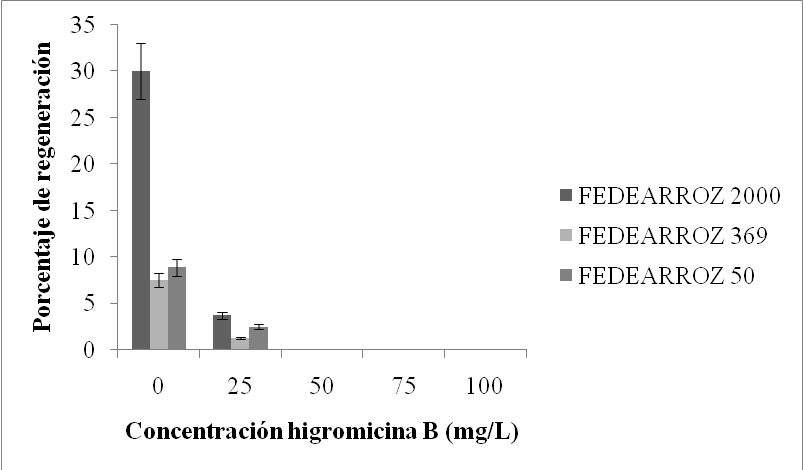 35
30
25
20
15
10
5
0
Porcentaje de regeneración
0 25 50 75 100
Concentración higromicina B (mg/L)
FEDEARROZ 2000
FEDEARROZ 369
FEDEARROZ 50